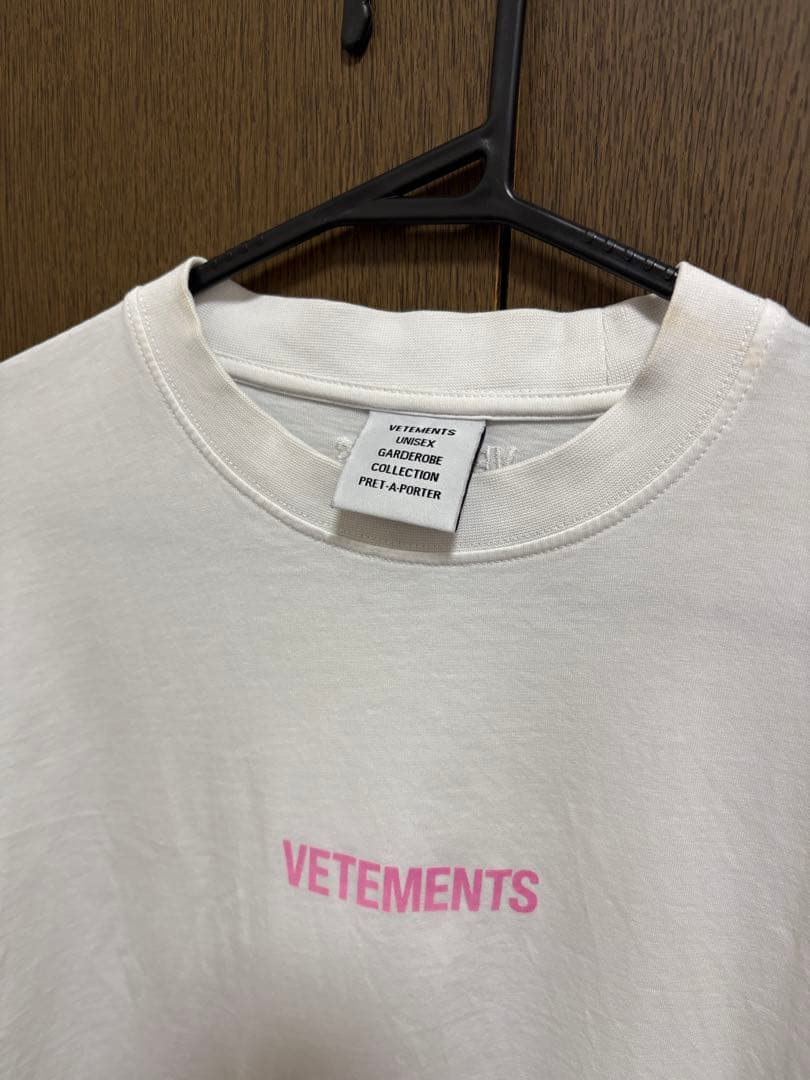 VETEMENTS
UNISEX
GARDEROBE
COLLECTION
PRET-A-PORTER
VETEMENTS